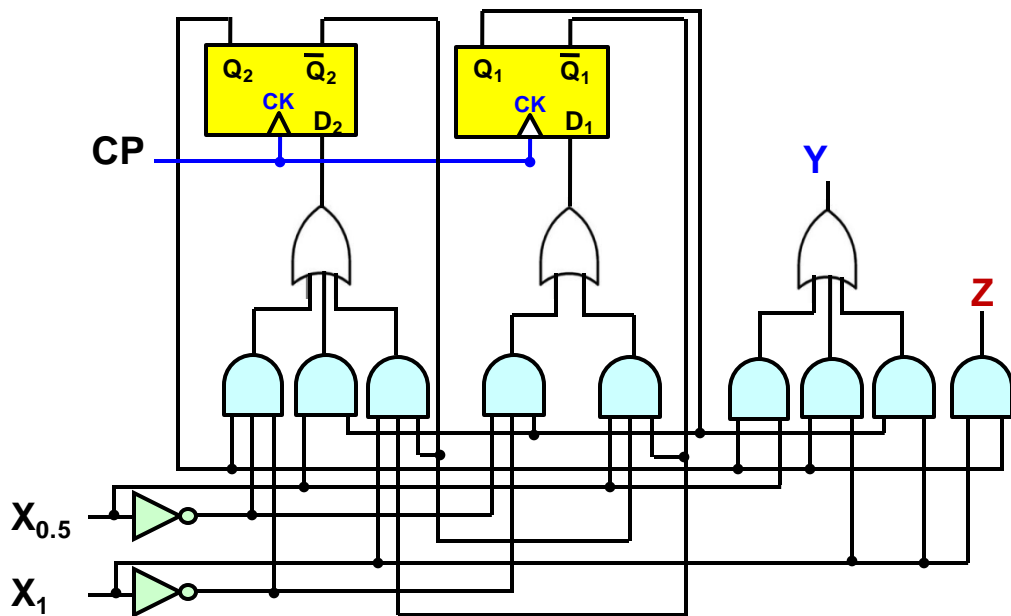 Q₂ Q̅₂ Q₁ Q̅₁
CK CK
D₂ D₁
CP
Y
Z
X₀.₅
X₁